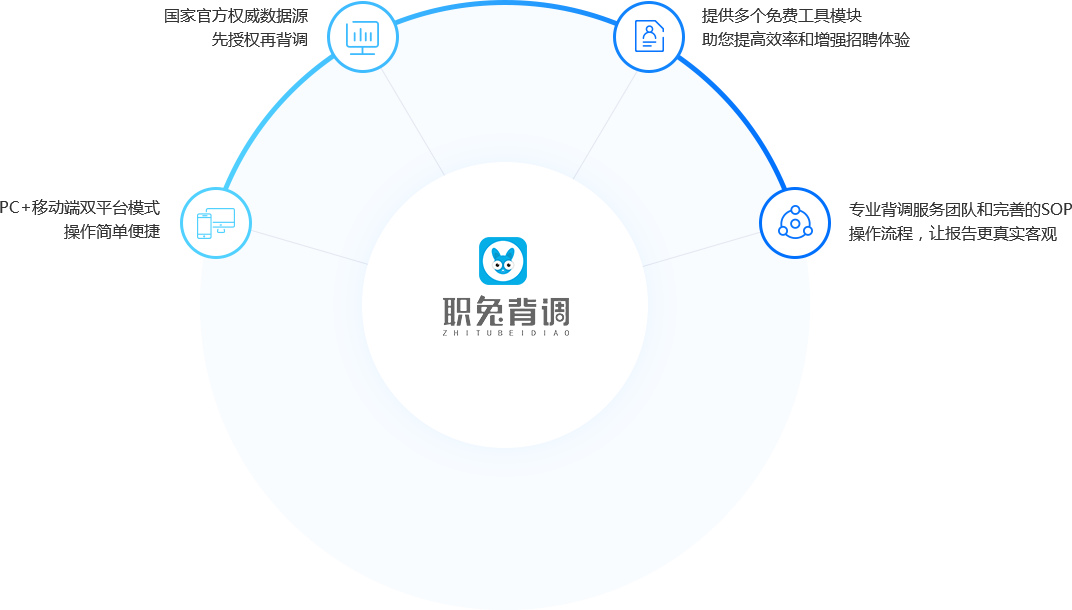 国家官方权威数据源
先授权再背调
提供多个免费工具模块
助您提高效率和增强招聘体验
PC+移动端双平台模式
操作简单便捷
专业背调服务团队和完善的SOP
操作流程，让报告更真实客观
职兔背调
ZHITUBEIDIAO